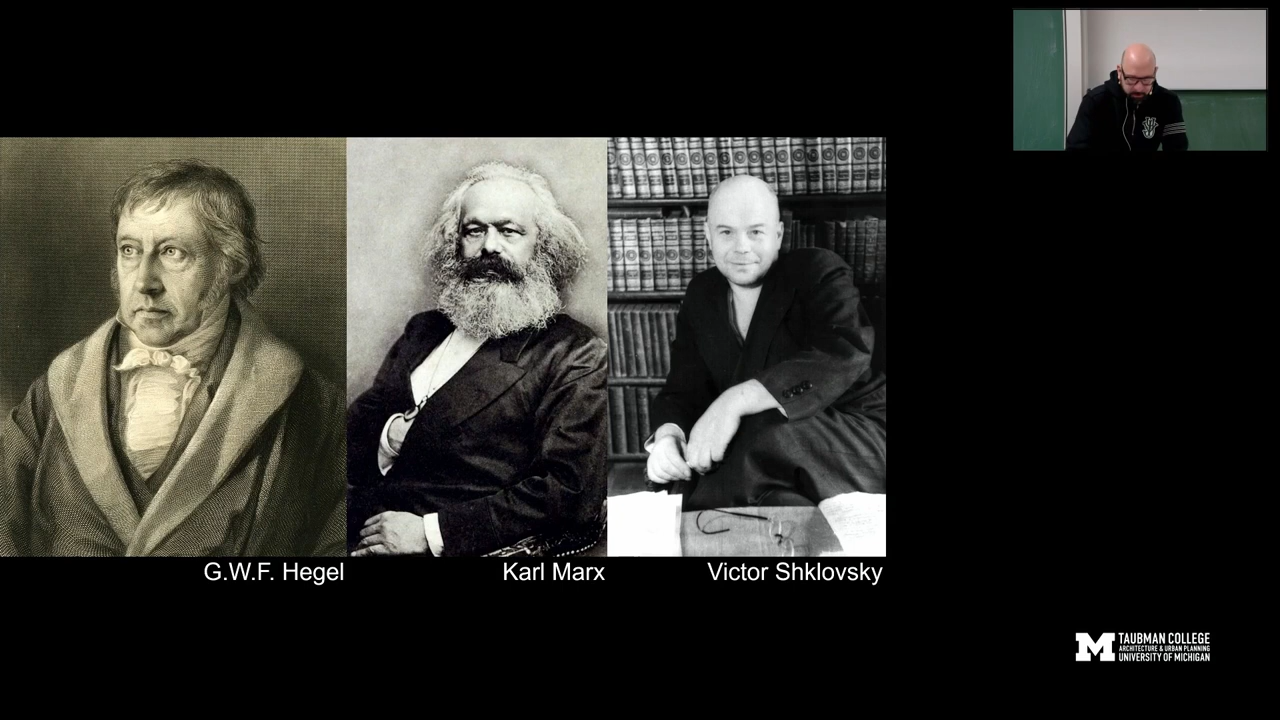 G.W.F. Hegel
Karl Marx
Victor Shklovsky
M TAUBMAN COLLEGE
ARCHITECTURE & URBAN PLANNING
UNIVERSITY OF MICHIGAN